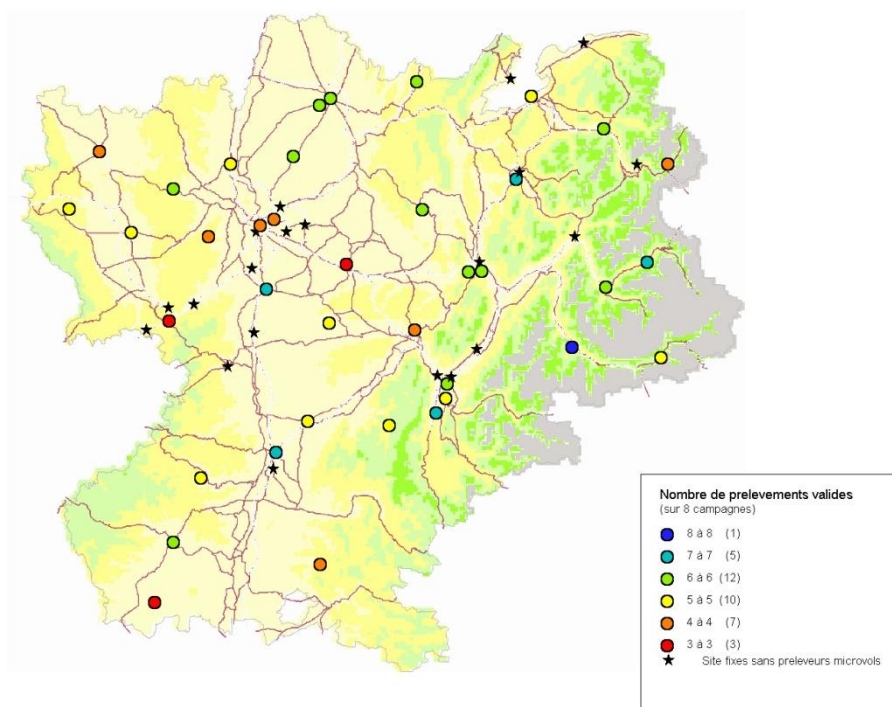 Nombre de prelevements valides
(sur 8 campagnes)
8 à 8 (1)
7 à 7 (5)
6 à 6 (12)
5 à 5 (10)
4 à 4 (7)
3 à 3 (3)
Site fixes sans preleveurs microvols